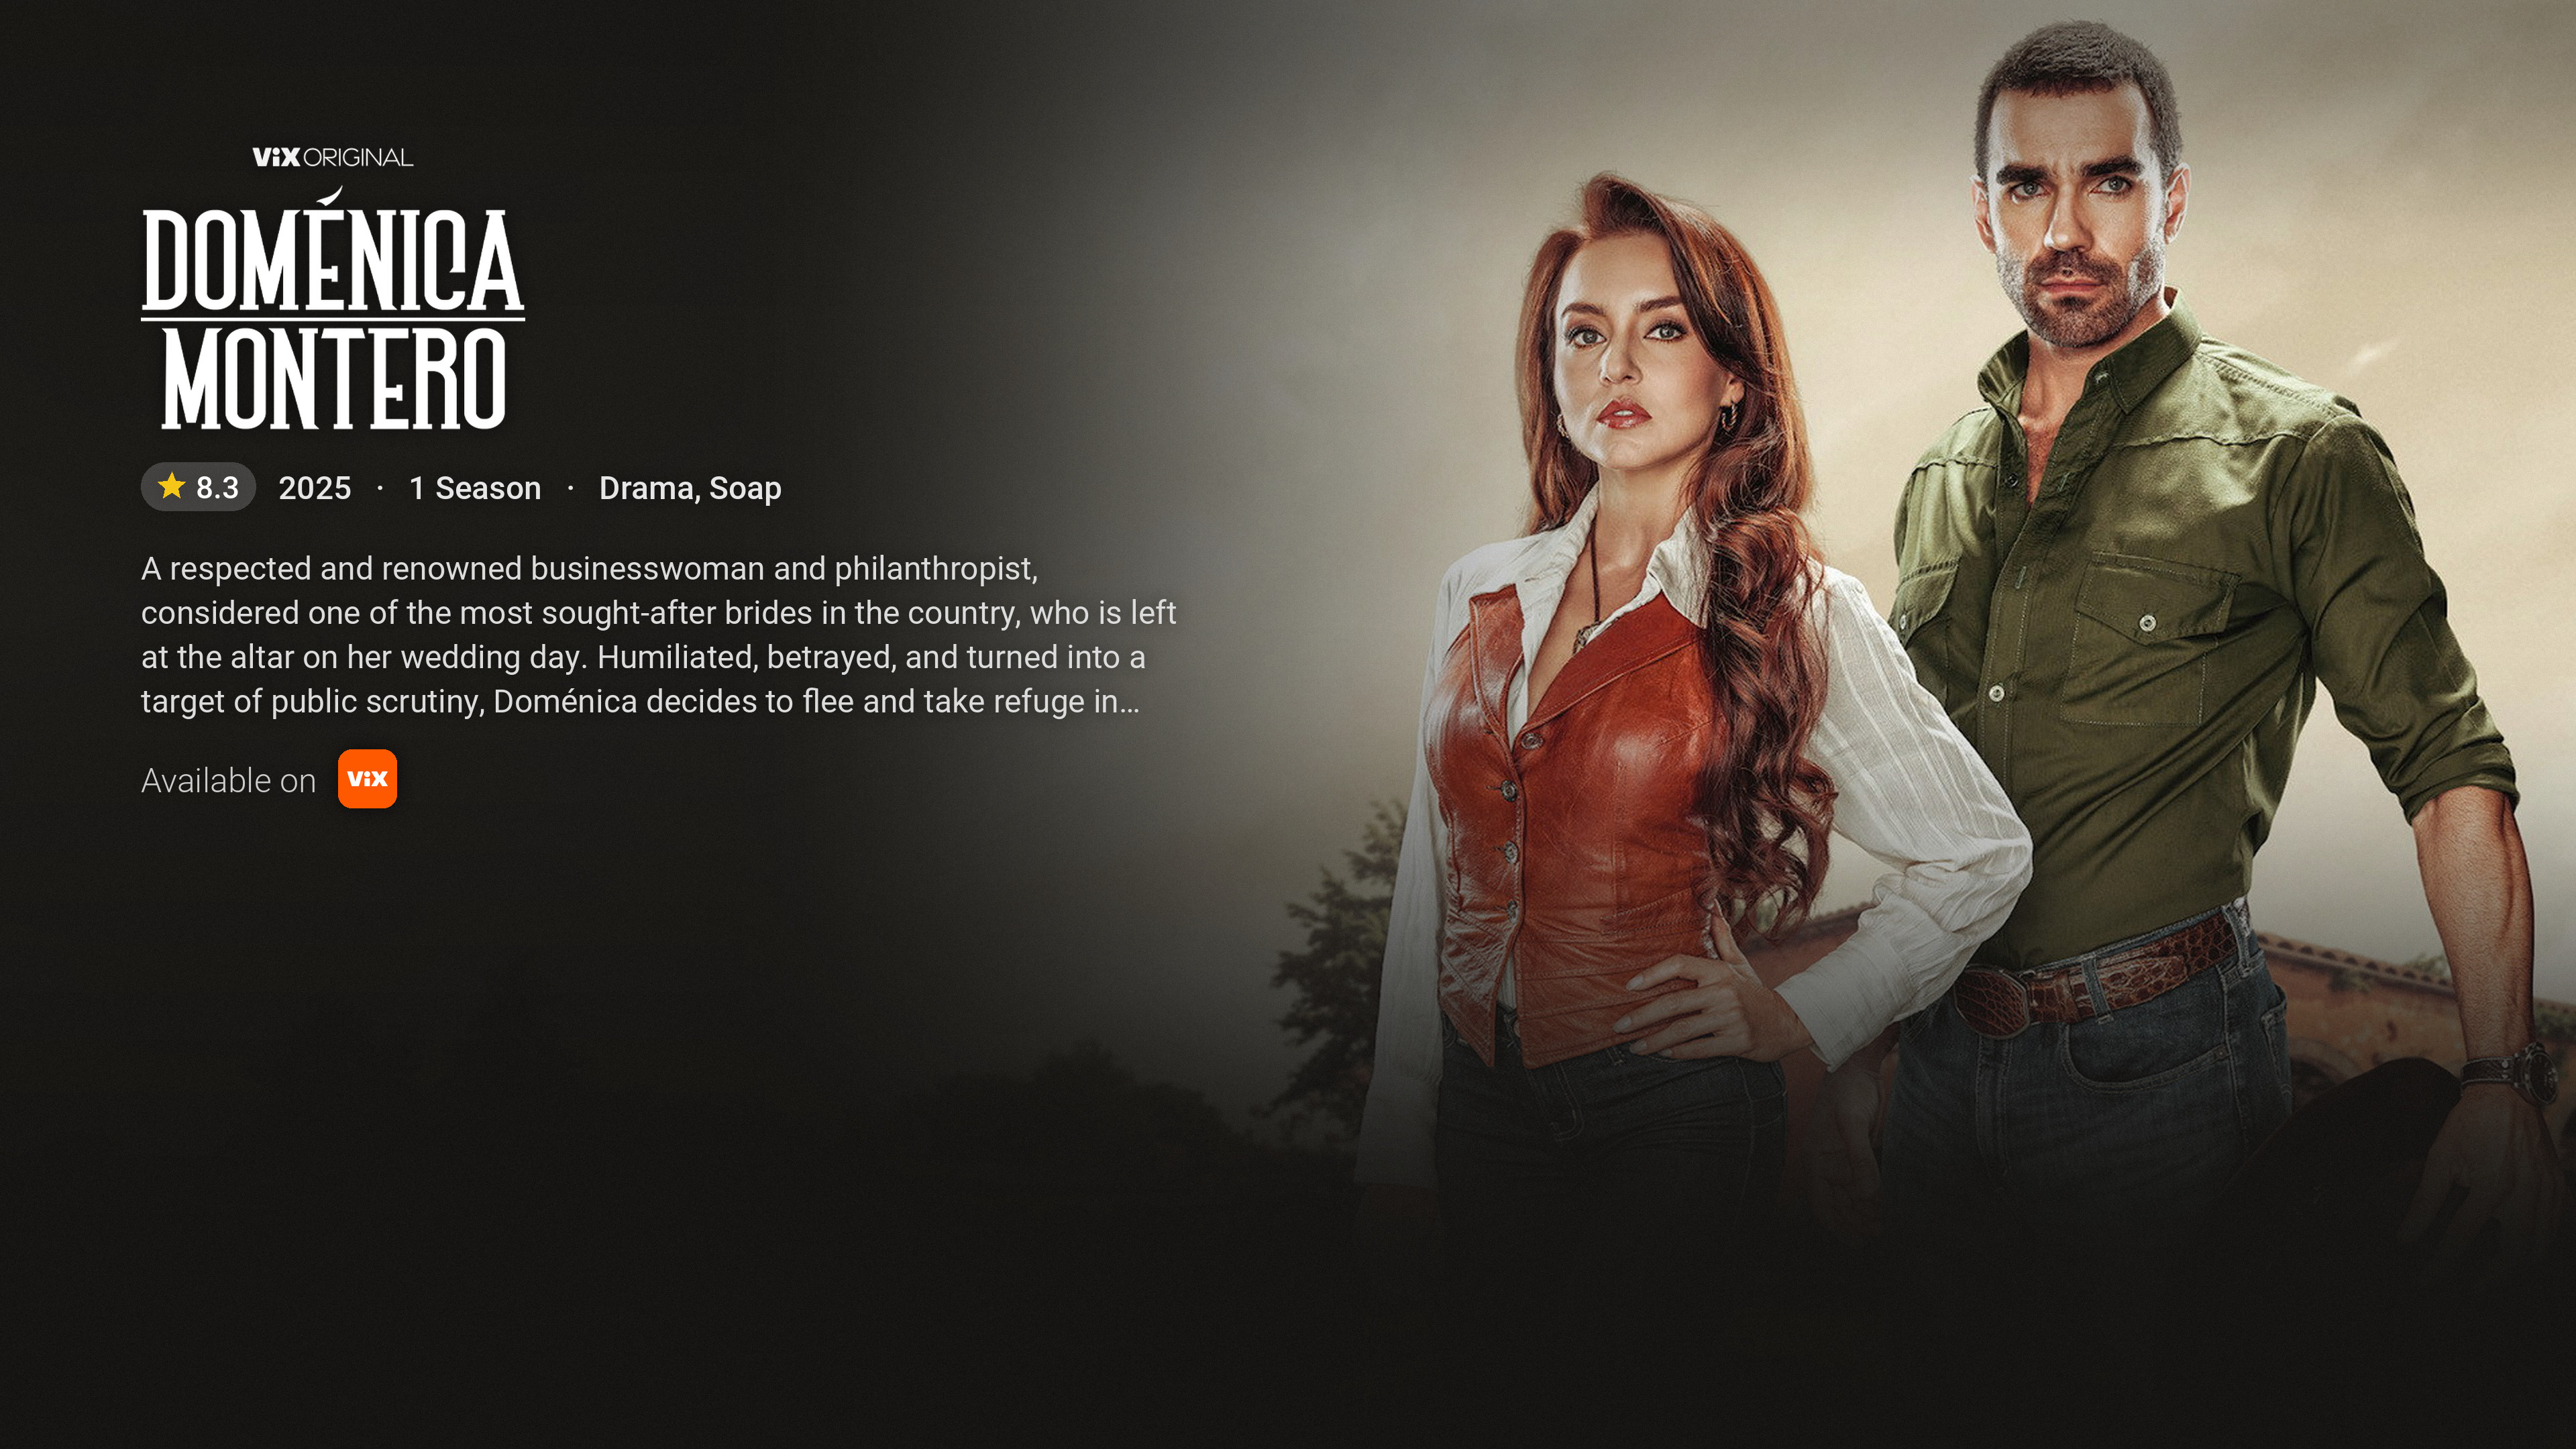 ViX ORIGINAL
DOMÉNICA
MONTERO
8.3 2025 · 1 Season · Drama, Soap
A respected and renowned businesswoman and philanthropist,
considered one of the most sought-after brides in the country, who is left
at the altar on her wedding day. Humiliated, betrayed, and turned into a
target of public scrutiny, Doménica decides to flee and take refuge in...
Available on ViX